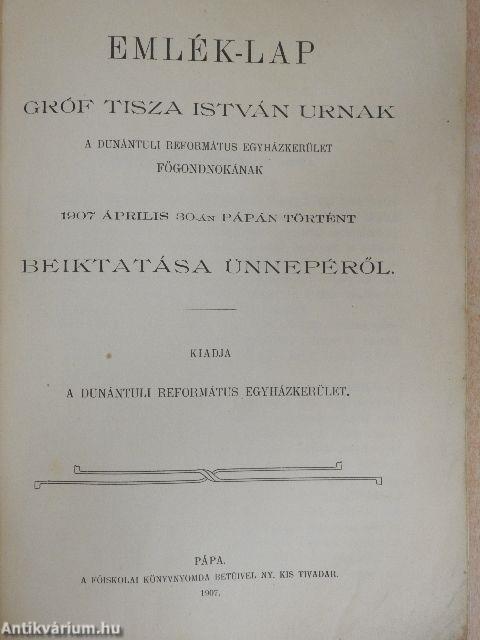 EMLÉK-LAP
GRÓF TISZA ISTVÁN URNAK
A DUNÁNTULI REFORMÁTUS EGYHÁZKERÜLET
FŐGONDNOKÁNAK
1907 ÁPRILIS 30-ÁN PÁPÁN TÖRTÉNT
BEIKTATÁSA ÜNNEPÉRŐL.
KIADJA
A DUNÁNTULI REFORMÁTUS EGYHÁZKERÜLET.
PÁPA.
A FŐISKOLAI KÖNYVNYOMDA BETŰIVEL NY. KIS TIVADAR.
1907.
Antikvárium.hu